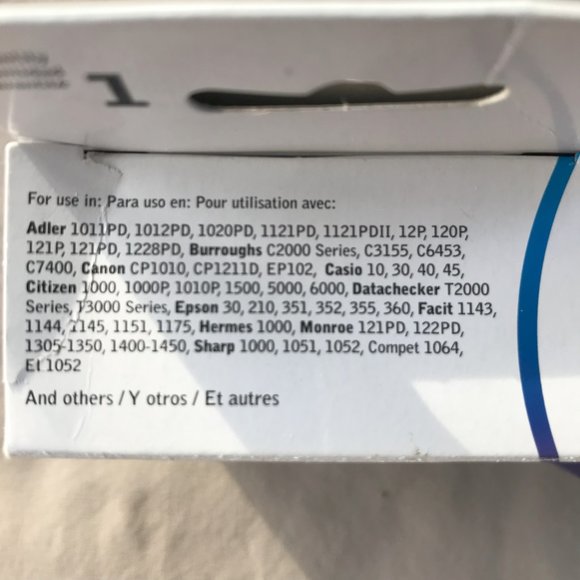 1
For use in: Para uso en: Pour utilisation avec:
Adler 1011PD, 1012PD, 1020PD, 1121PD, 1121PDII, 12P, 120P,
121P, 121PD, 1228PD, Burroughs C2000 Series, C3155, C6453,
C7400, Canon CP1010, CP1211D, EP102, Casio 10, 30, 40, 45,
Citizen 1000, 1000P, 1010P, 1500, 5000, 6000, Datachecker T2000
Series, T3000 Series, Epson 30, 210, 351, 352, 355, 360, Facit 1143,
1144, 1145, 1151, 1175, Hermes 1000, Monroe 121PD, 122PD,
1305-1350, 1400-1450, Sharp 1000, 1051, 1052, Compet 1064,
Et 1052
And others / Y otros / Et autres